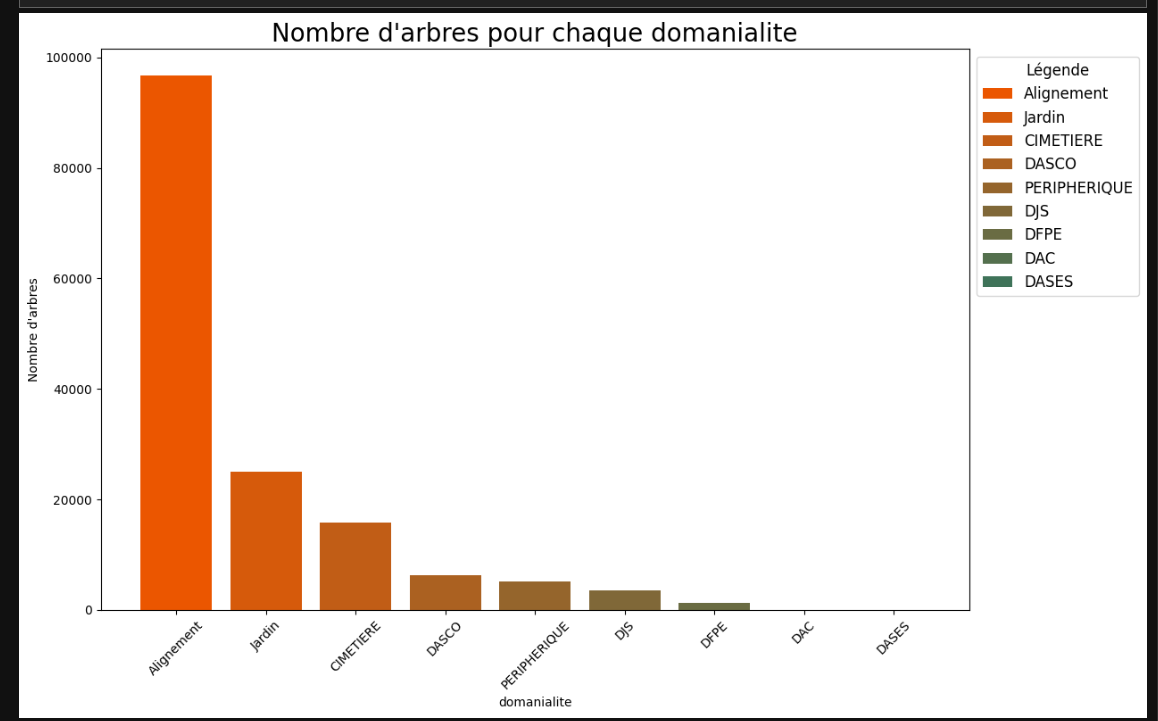 Nombre d'arbres pour chaque domanialite
Nombre d'arbres
100000
80000
60000
40000
20000
0
Alignement
Jardin
CIMETIERE
DASCO
PERIPHERIQUE
DJS
DFPE
DAC
DASES
domanialite
Légende
Alignement
Jardin
CIMETIERE
DASCO
PERIPHERIQUE
DJS
DFPE
DAC
DASES